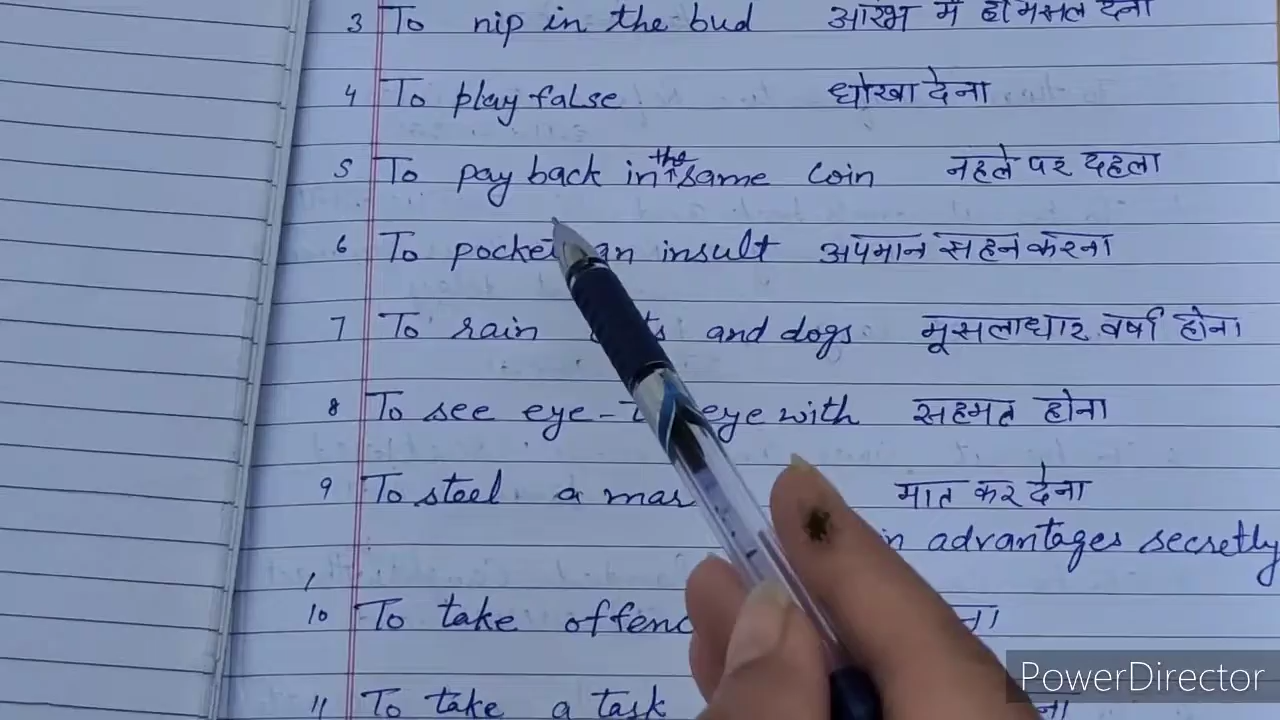 3 To nip in the bud आरंभ में ही मसल देना
4 To play false धोखा देना
5 To pay back in the same coin नहले पर दहला
6 To pocket an insult अपमान सहन करना
7 To rain and dogs. मूसलाधार वर्षा होना
8 To see eye- eye with सहमत होना
9 To steel a मात कर देना
advantages secretly
10 To take
11 To take a task
PowerDirector